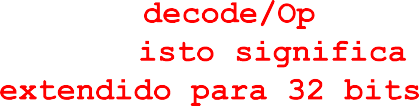 decode/Op
isto significa
extendido para 32 bits